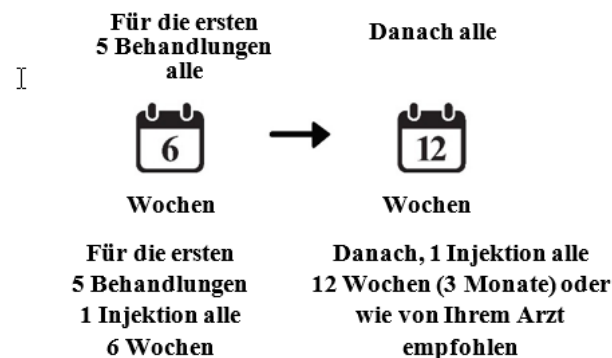 Für die ersten
5 Behandlungen
alle
6
Wochen
Für die ersten
5 Behandlungen
1 Injektion alle
6 Wochen
Danach alle
12
Wochen
Danach, 1 Injektion alle
12 Wochen (3 Monate) oder
wie von Ihrem Arzt
empfohlen